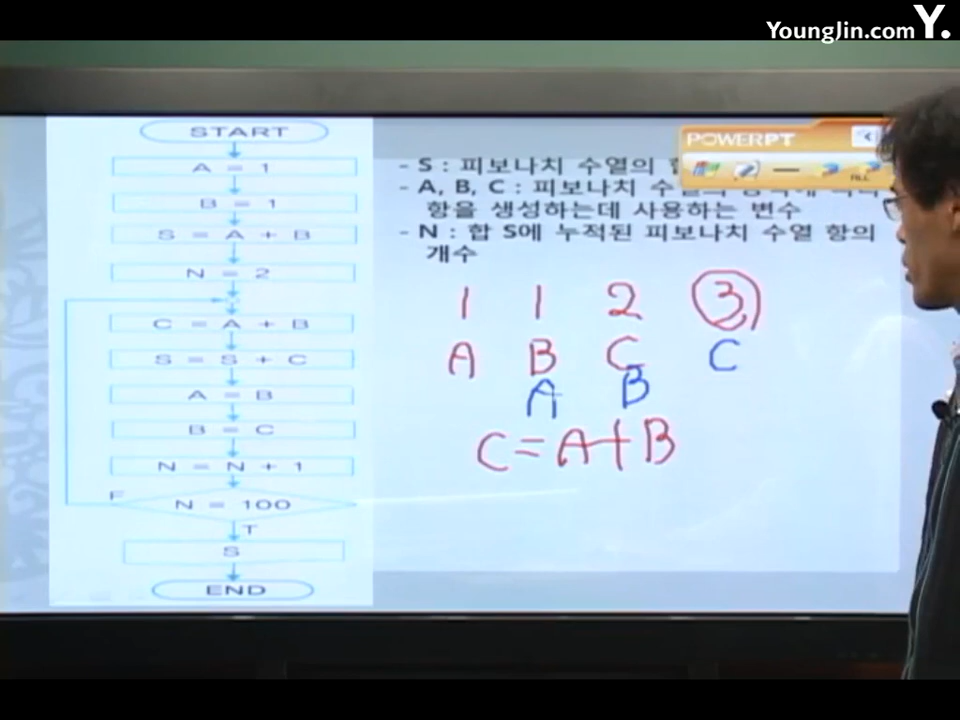 YoungJin.com Y.
START
A = 1
B = 1
S = A + B
N = 2
C = A + B
S = S + C
A = B
B = C
N = N + 1
F
N = 100
T
S
END
POWERPT
ALL
- S : 피보나치 수열의
- A, B, C : 피보나치
항을 생성하는데 사용하는 변수
- N : 합 S에 누적된 피보나치 수열 항의
개수
1 1 2 3
A B C C
A B
C = A + B